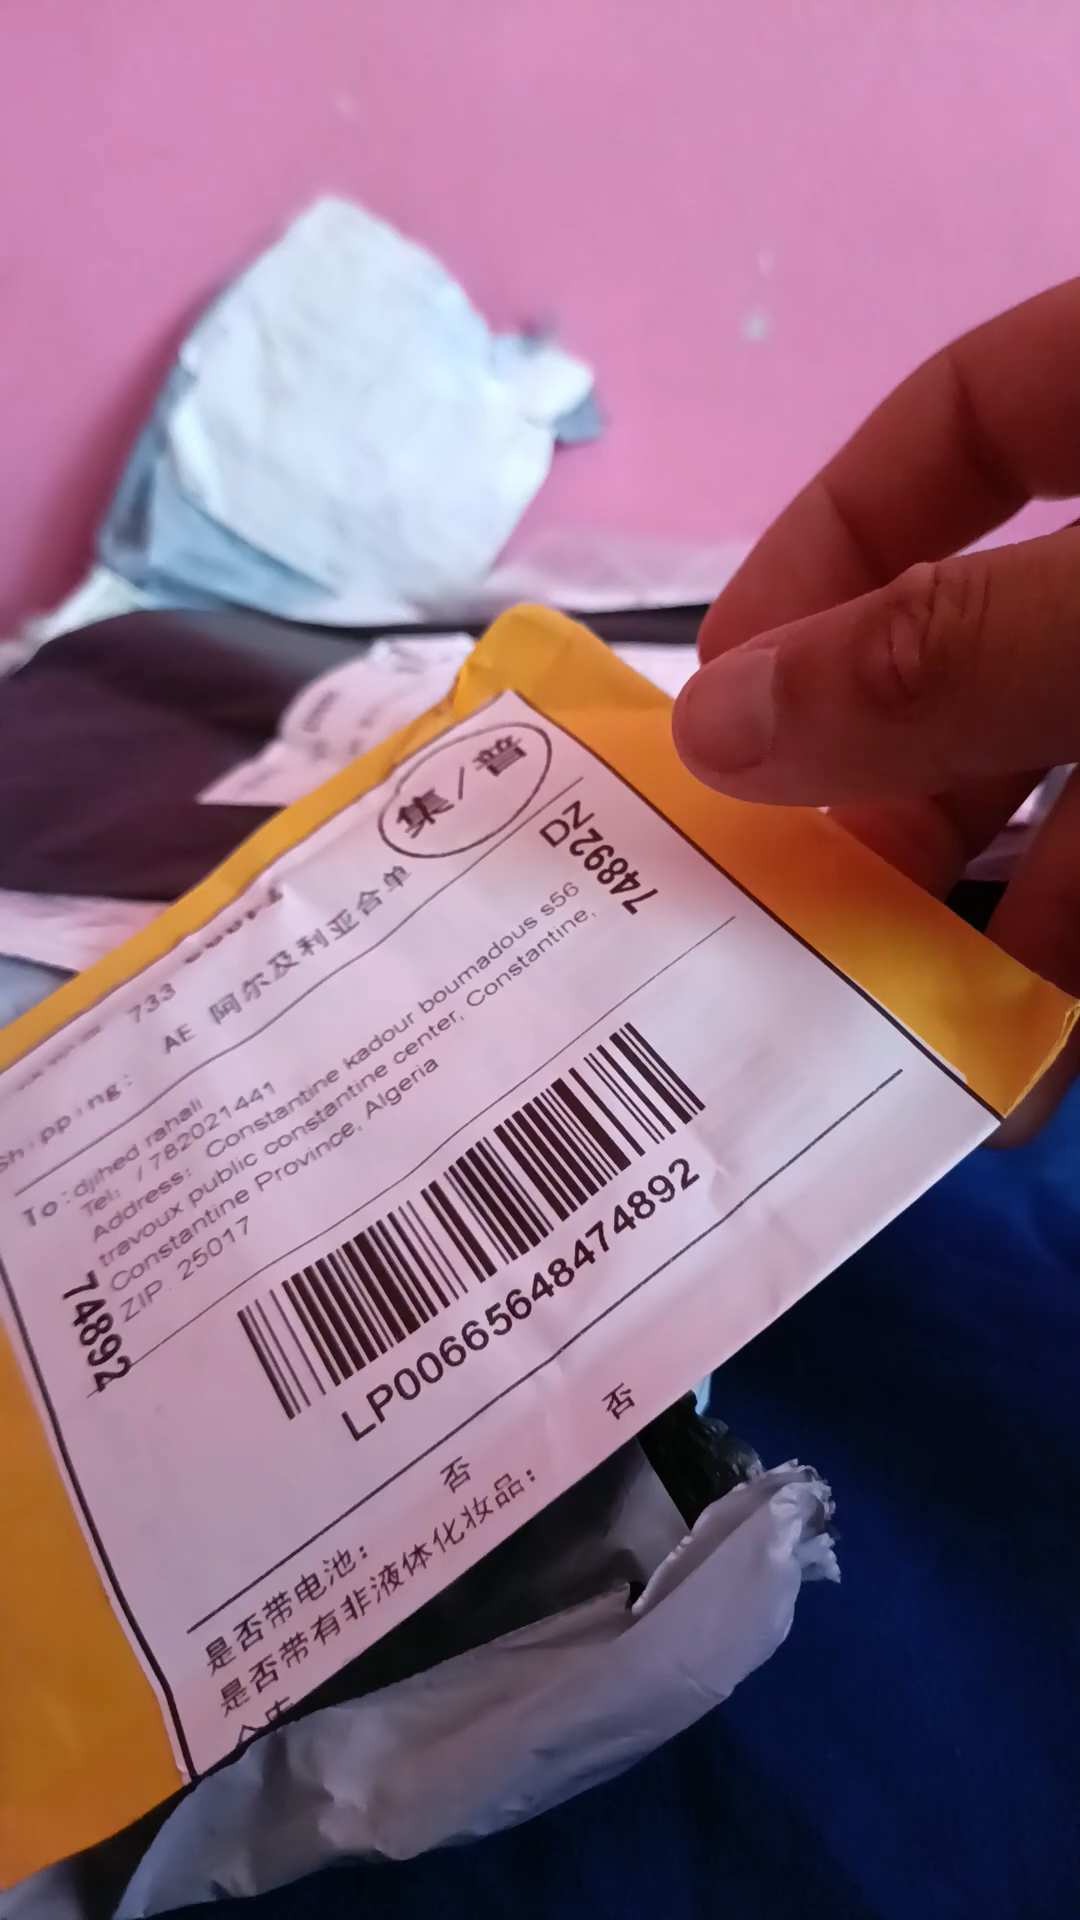 集/普
733
AE 阿尔及利亚合单
DZ
74892
Shipping:
To: djihed rahali
Tel: / 782021441
Address: Constantine kadour boumadous s56
travoux public constantine center, Constantine,
Constantine Province, Algeria
ZIP: 25017
74892
LP00665648474892
是否带电池: 否
是否带有非液体化妆品: 否